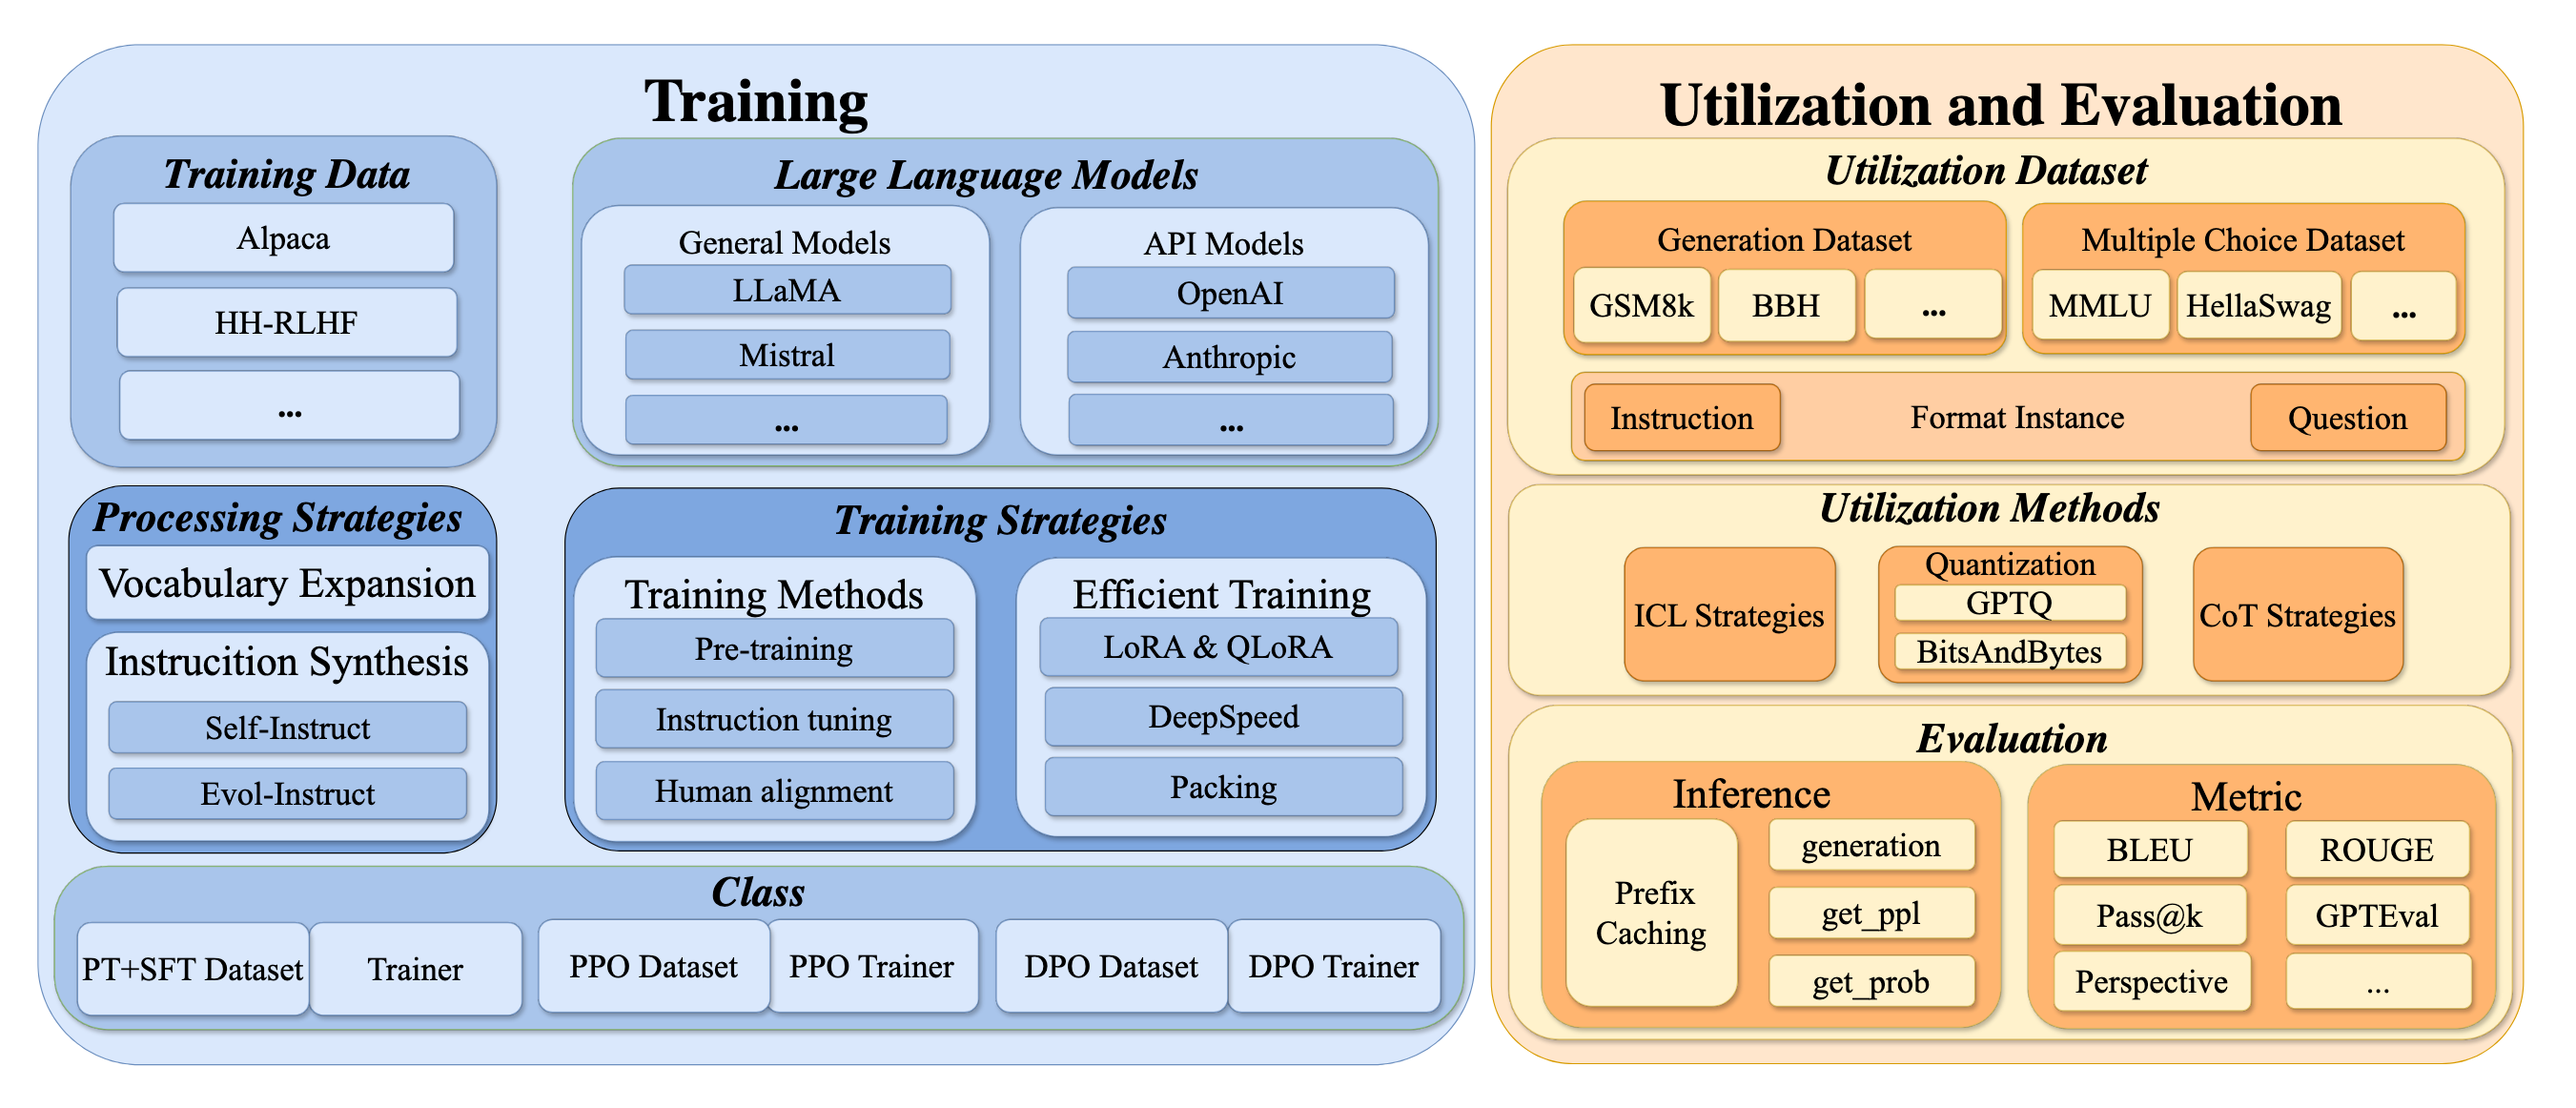 Training
Training Data
Alpaca
HH-RLHF
...
Large Language Models
General Models
LLaMA
Mistral
...
API Models
OpenAI
Anthropic
...
Processing Strategies
Vocabulary Expansion
Instrucition Synthesis
Self-Instruct
Evol-Instruct
Training Strategies
Training Methods
Pre-training
Instruction tuning
Human alignment
Efficient Training
LoRA & QLoRA
DeepSpeed
Packing
Class
PT+SFT Dataset
Trainer
PPO Dataset
PPO Trainer
DPO Dataset
DPO Trainer
Utilization and Evaluation
Utilization Dataset
Generation Dataset
GSM8k
BBH
...
Multiple Choice Dataset
MMLU
HellaSwag
...
Instruction
Format Instance
Question
Utilization Methods
ICL Strategies
Quantization
GPTQ
BitsAndBytes
CoT Strategies
Evaluation
Inference
Prefix
Caching
generation
get_ppl
get_prob
Metric
BLEU
ROUGE
Pass@k
GPTEval
Perspective
...